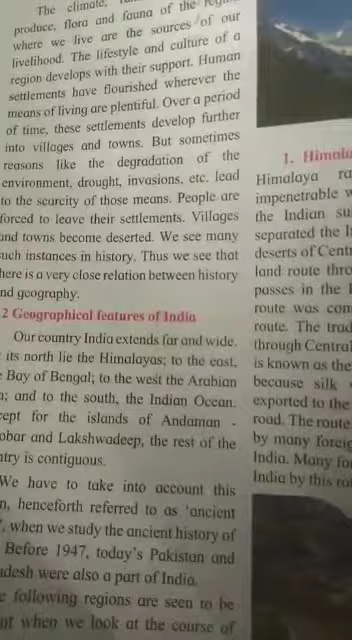 The climate,
produce, flora and fauna of the
where we live are the sources of our
livelihood. The lifestyle and culture of a
region develops with their support. Human
settlements have flourished wherever the
means of living are plentiful. Over a period
of time, these settlements develop further
into villages and towns. But sometimes
reasons like the degradation of the
environment, drought, invasions, etc. lead
to the scarcity of those means. People are
forced to leave their settlements. Villages
and towns become deserted. We see many
such instances in history. Thus we see that
here is a very close relation between history
nd geography.
2 Geographical features of India
Our country India extends far and wide.
its north lie the Himalayas; to the east,
Bay of Bengal; to the west the Arabian
; and to the south, the Indian Ocean.
cept for the islands of Andaman -
obar and Lakshwadeep, the rest of the
ntry is contiguous.
We have to take into account this
n, henceforth referred to as 'ancient
', when we study the ancient history of
Before 1947, today's Pakistan and
adesh were also a part of India.
e following regions are seen to be
nt when we look at the course of
1. Himala
Himalaya ra
impenetrable w
the Indian su
separated the I
deserts of Cent
land route thro
passes in the
route was con
route. The trad
through Central
is known as the
because silk
exported to the
road. The route
by many foreig
India. Many for
India by this ro